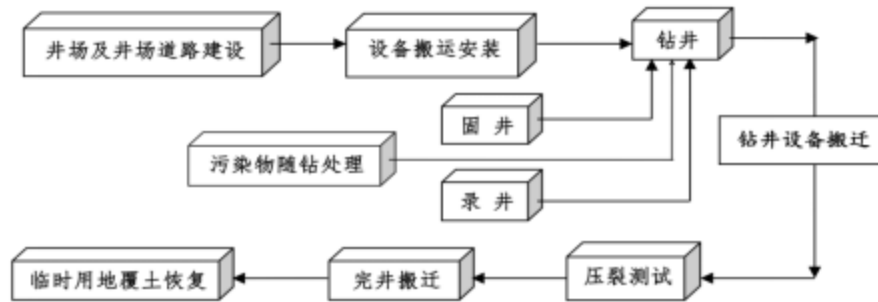 井场及井场道路建设
设备搬运安装
钻井
固 井
钻井设备搬迁
污染物随钻处理
录 井
临时用地覆土恢复
完井搬迁
压裂测试